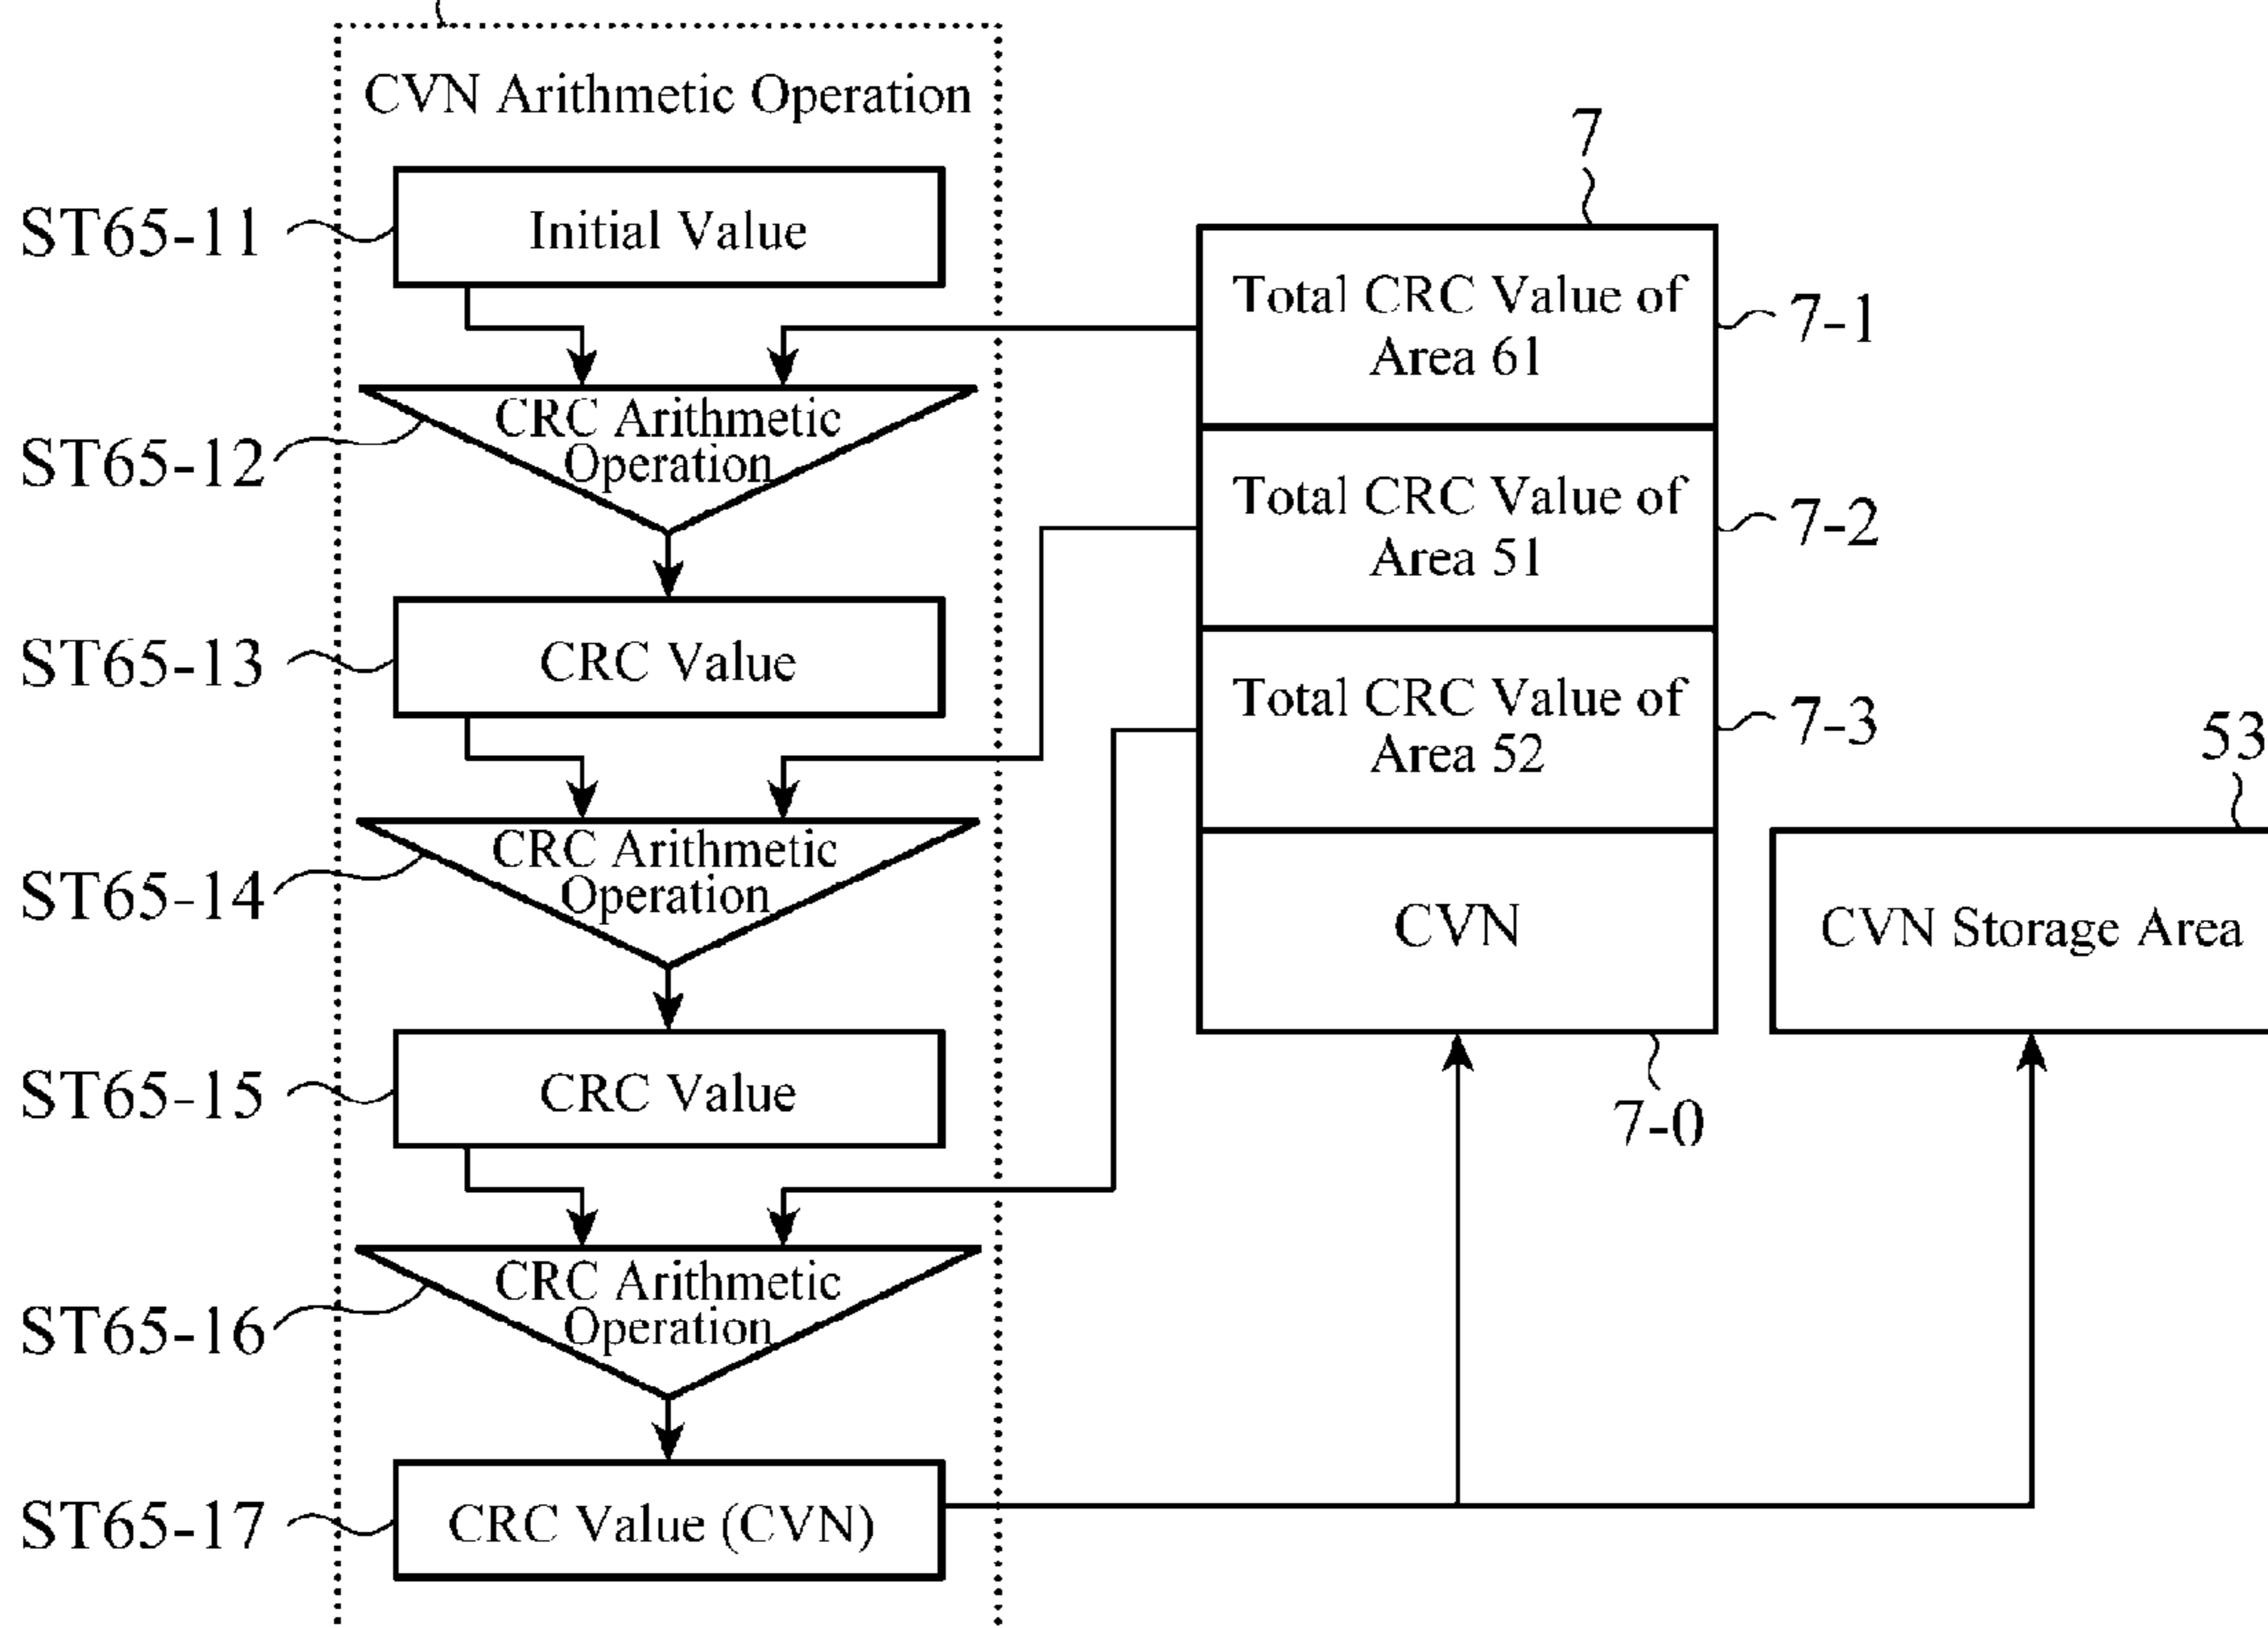 CVN Arithmetic Operation
ST65-11
Initial Value
ST65-12
CRC Arithmetic
Operation
ST65-13
CRC Value
ST65-14
CRC Arithmetic
Operation
ST65-15
CRC Value
ST65-16
CRC Arithmetic
Operation
ST65-17
CRC Value (CVN)
7
Total CRC Value of
Area 61
7-1
Total CRC Value of
Area 51
7-2
Total CRC Value of
Area 52
7-3
CVN
7-0
53
CVN Storage Area